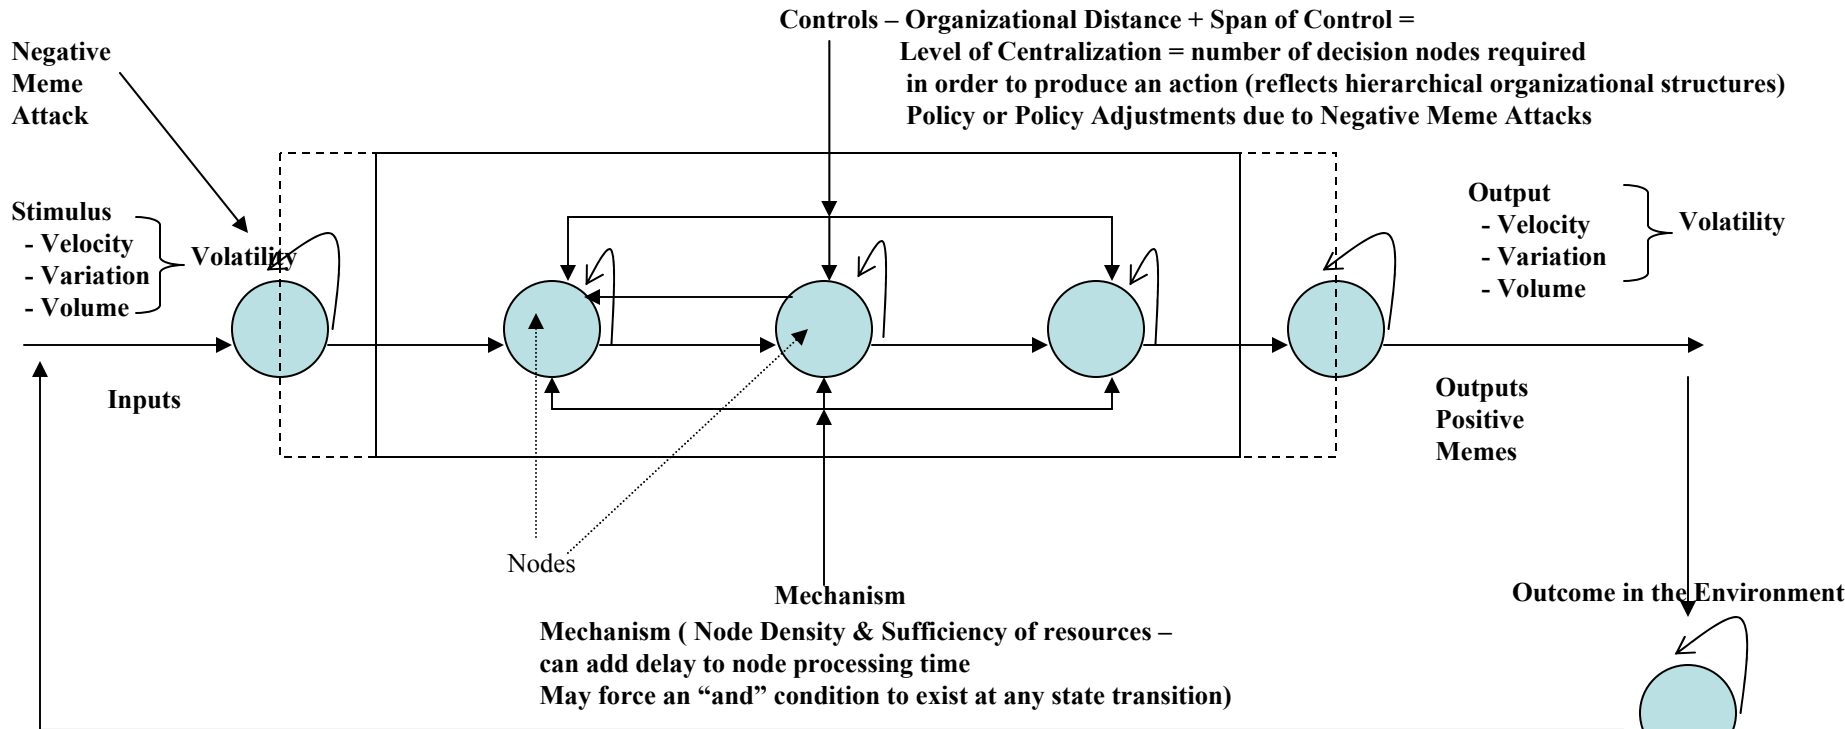 Controls – Organizational Distance + Span of Control =
Level of Centralization = number of decision nodes required
in order to produce an action (reflects hierarchical organizational structures)
Policy or Policy Adjustments due to Negative Meme Attacks
Negative
Meme
Attack
Stimulus
- Velocity
- Variation
- Volume
Volatility
Inputs
Output
- Velocity
- Variation
- Volume
Volatility
Outputs
Positive
Memes
Nodes
Mechanism
Mechanism ( Node Density & Sufficiency of resources –
can add delay to node processing time
May force an “and” condition to exist at any state transition)
Outcome in the Environment